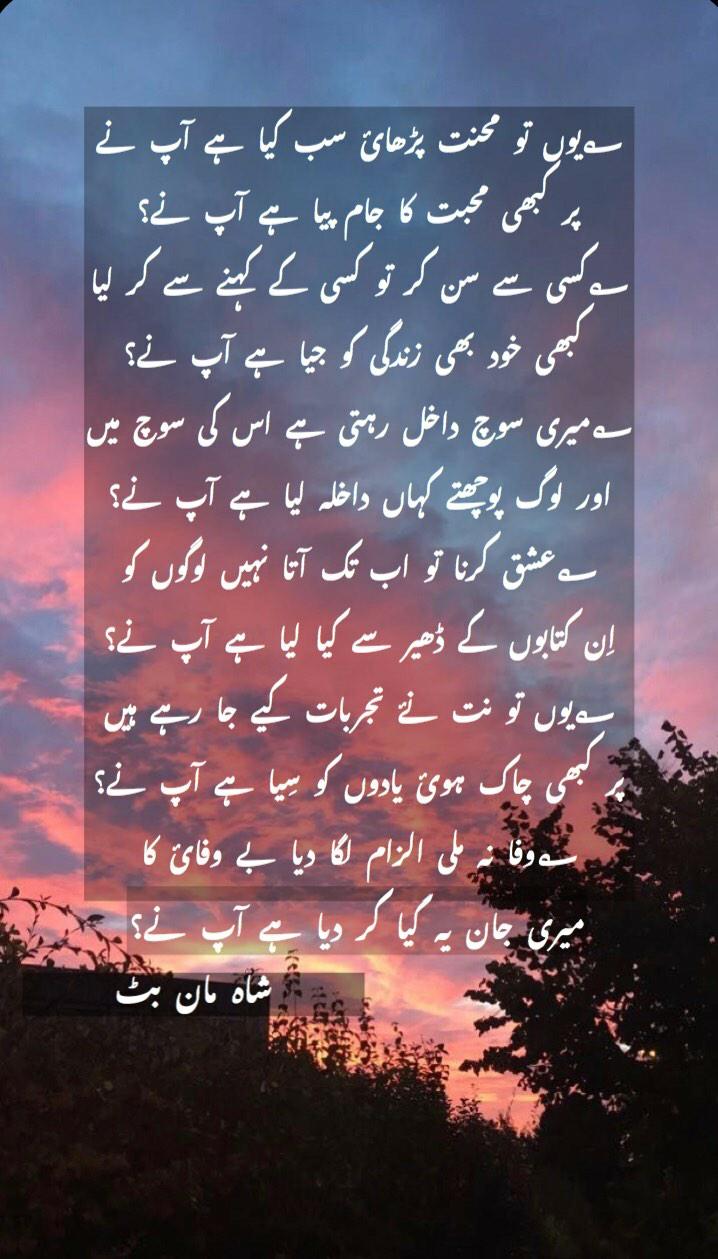 ؎یوں تو محنت پڑھائ سب کیا ہے آپ نے
پر کبھی محبت کا جام پیا ہے آپ نے؟
؎کسی سے سن کر تو کسی کے کہنے سے کر لیا
کبھی خود بھی زندگی کو جیا ہے آپ نے؟
؎میری سوچ داخل رہتی ہے اس کی سوچ میں
اور لوگ پوچھتے کہاں داخلہ لیا ہے آپ نے؟
؎عشق کرنا تو اب تک آتا نہیں لوگوں کو
اِن کتابوں کے ڈھیر سے کیا لیا ہے آپ نے؟
؎یوں تو نت نۓ تجربات کیے جا رہے ہیں
پر کبھی چاک ہوئ یادوں کو سِیا ہے آپ نے؟
؎وفا نہ ملی الزام لگا دیا بے وفائ کا
میری جان یہ کیا کر دیا ہے آپ نے؟
شاہ مان بٹ